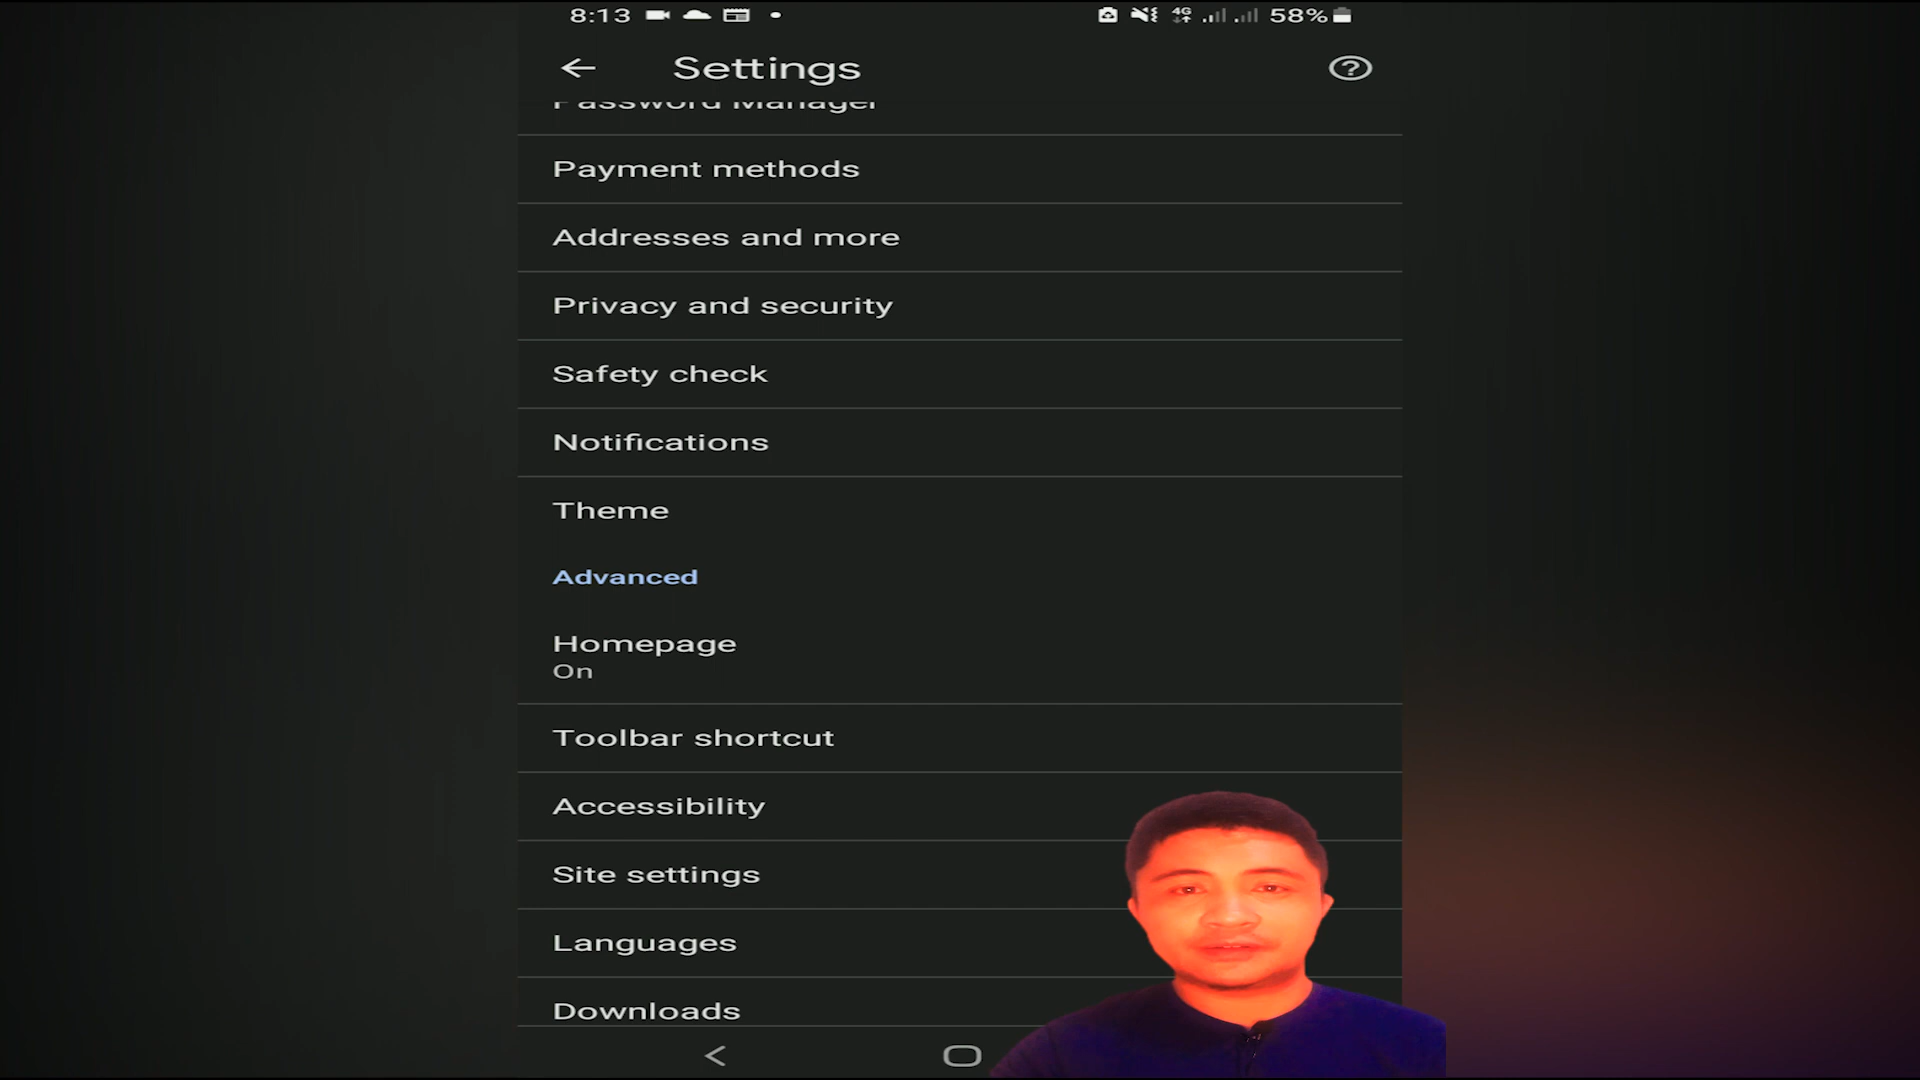 8:13 4G 58%
Settings
Password Manager
Payment methods
Addresses and more
Privacy and security
Safety check
Notifications
Theme
Advanced
Homepage
On
Toolbar shortcut
Accessibility
Site settings
Languages
Downloads